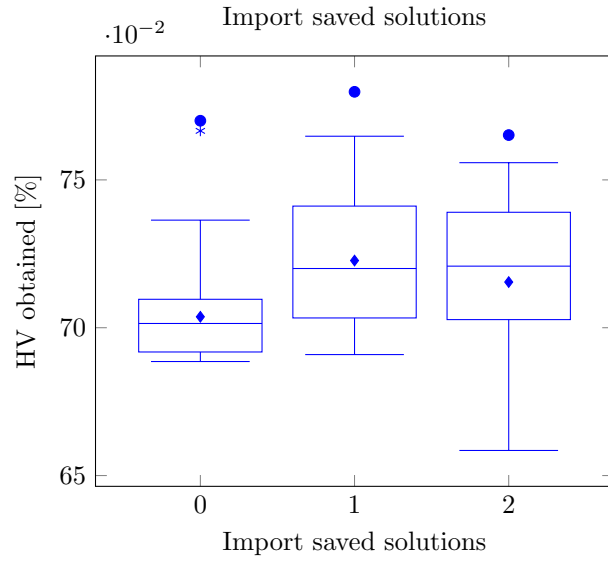 Import saved solutions
·10⁻²
HV obtained [%]
75
70
65
0 1 2
Import saved solutions